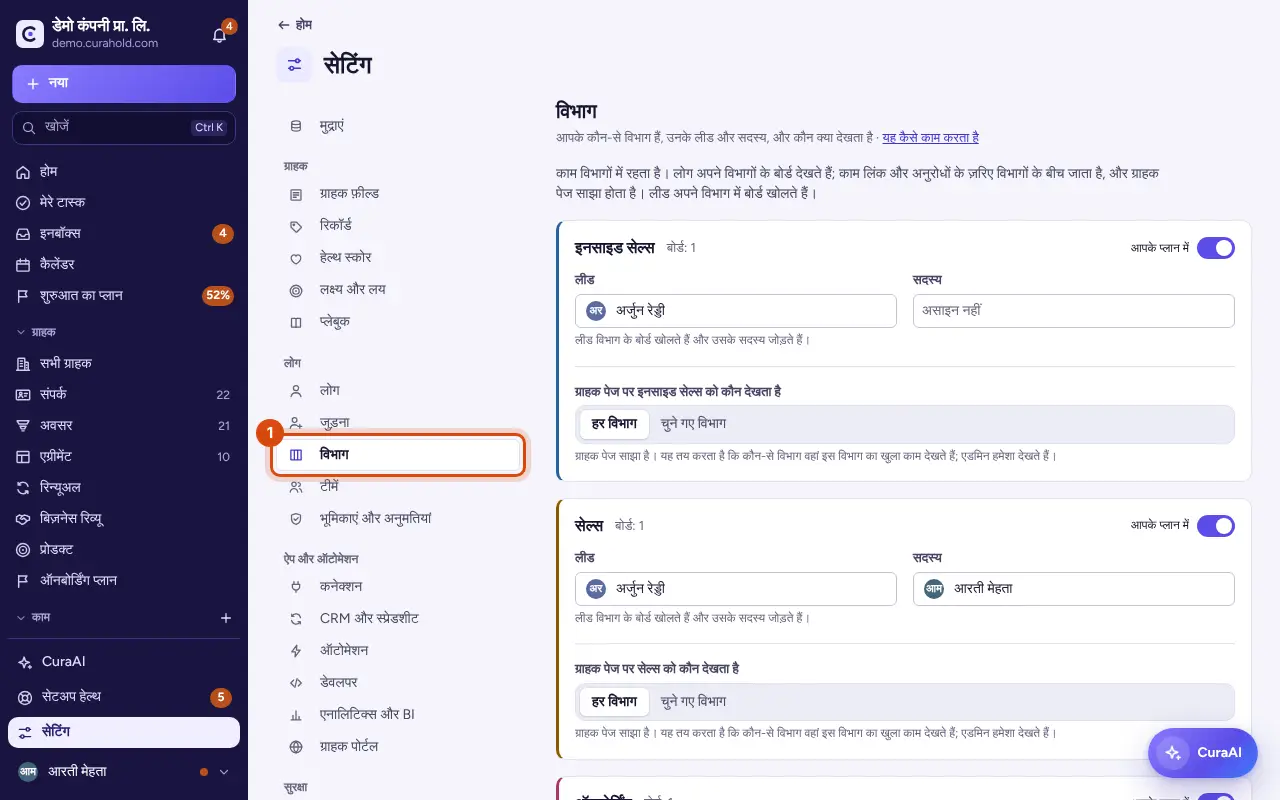 डेमो कंपनी प्रा. लि.
demo.curahold.com
4
नया
खोजें
Ctrl K
होम
मेरे टास्क
इनबॉक्स
4
कैलेंडर
शुरुआत का प्लान
52%
ग्राहक
सभी ग्राहक
संपर्क
22
अवसर
21
एग्रीमेंट
10
रिन्यूअल
बिज़नेस रिव्यू
प्रोडक्ट
ऑनबोर्डिंग प्लान
काम
CuraAI
सेटअप हेल्थ
5
सेटिंग
आम
आरती मेहता
होम
सेटिंग
मुद्राएं
ग्राहक
ग्राहक फ़ील्ड
रिकॉर्ड
हेल्थ स्कोर
लक्ष्य और लय
प्लेबुक
लोग
लोग
जुड़ना
1
विभाग
टीमें
भूमिकाएं और अनुमतियां
ऐप और ऑटोमेशन
कनेक्शन
CRM और स्प्रेडशीट
ऑटोमेशन
डेवलपर
एनालिटिक्स और BI
ग्राहक पोर्टल
सुरक्षा
विभाग
आपके कौन-से विभाग हैं, उनके लीड और सदस्य, और कौन क्या देखता है · यह कैसे काम करता है
काम विभागों में रहता है। लोग अपने विभागों के बोर्ड देखते हैं; काम लिंक और अनुरोधों के ज़रिए विभागों के बीच जाता है, और ग्राहक
पेज साझा होता है। लीड अपने विभाग में बोर्ड खोलते हैं।
इनसाइड सेल्स
बोर्ड: 1
आपके प्लान में
लीड
सदस्य
अर
अर्जुन रेड्डी
असाइन नहीं
लीड विभाग के बोर्ड खोलते हैं और उसके सदस्य जोड़ते हैं।
ग्राहक पेज पर इनसाइड सेल्स को कौन देखता है
हर विभाग
चुने गए विभाग
ग्राहक पेज साझा है। यह तय करता है कि कौन-से विभाग वहां इस विभाग का खुला काम देखते हैं; एडमिन हमेशा देखते हैं।
सेल्स
बोर्ड: 1
आपके प्लान में
लीड
सदस्य
अर
अर्जुन रेड्डी
आम
आरती मेहता
लीड विभाग के बोर्ड खोलते हैं और उसके सदस्य जोड़ते हैं।
ग्राहक पेज पर सेल्स को कौन देखता है
हर विभाग
चुने गए विभाग
ग्राहक पेज साझा है। यह तय करता है कि कौन-से विभाग वहां इस विभाग का खुला काम देखते हैं; एडमिन हमेशा देखते हैं।
CuraAI